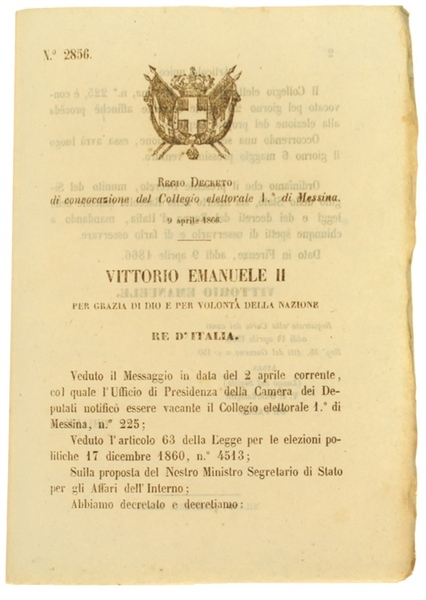 N.° 2856.
REGIO DECRETO
di convocazione del Collegio elettorale 1.° di Messina.
9 aprile 1866.
VITTORIO EMANUELE II
PER GRAZIA DI DIO E PER VOLONTÀ DELLA NAZIONE
RE D'ITALIA.
Veduto il Messaggio in data del 2 aprile corrente,
col quale l'Ufficio di Presidenza della Camera dei De-
putati notificò essere vacante il Collegio elettorale 1.° di
Messina, n.° 225;
Veduto l'articolo 63 della Legge per le elezioni po-
litiche 17 dicembre 1860, n.° 4513;
Sulla proposta del Nostro Ministro Segretario di Stato
per gli Affari dell'Interno;
Abbiamo decretato e decretiamo: